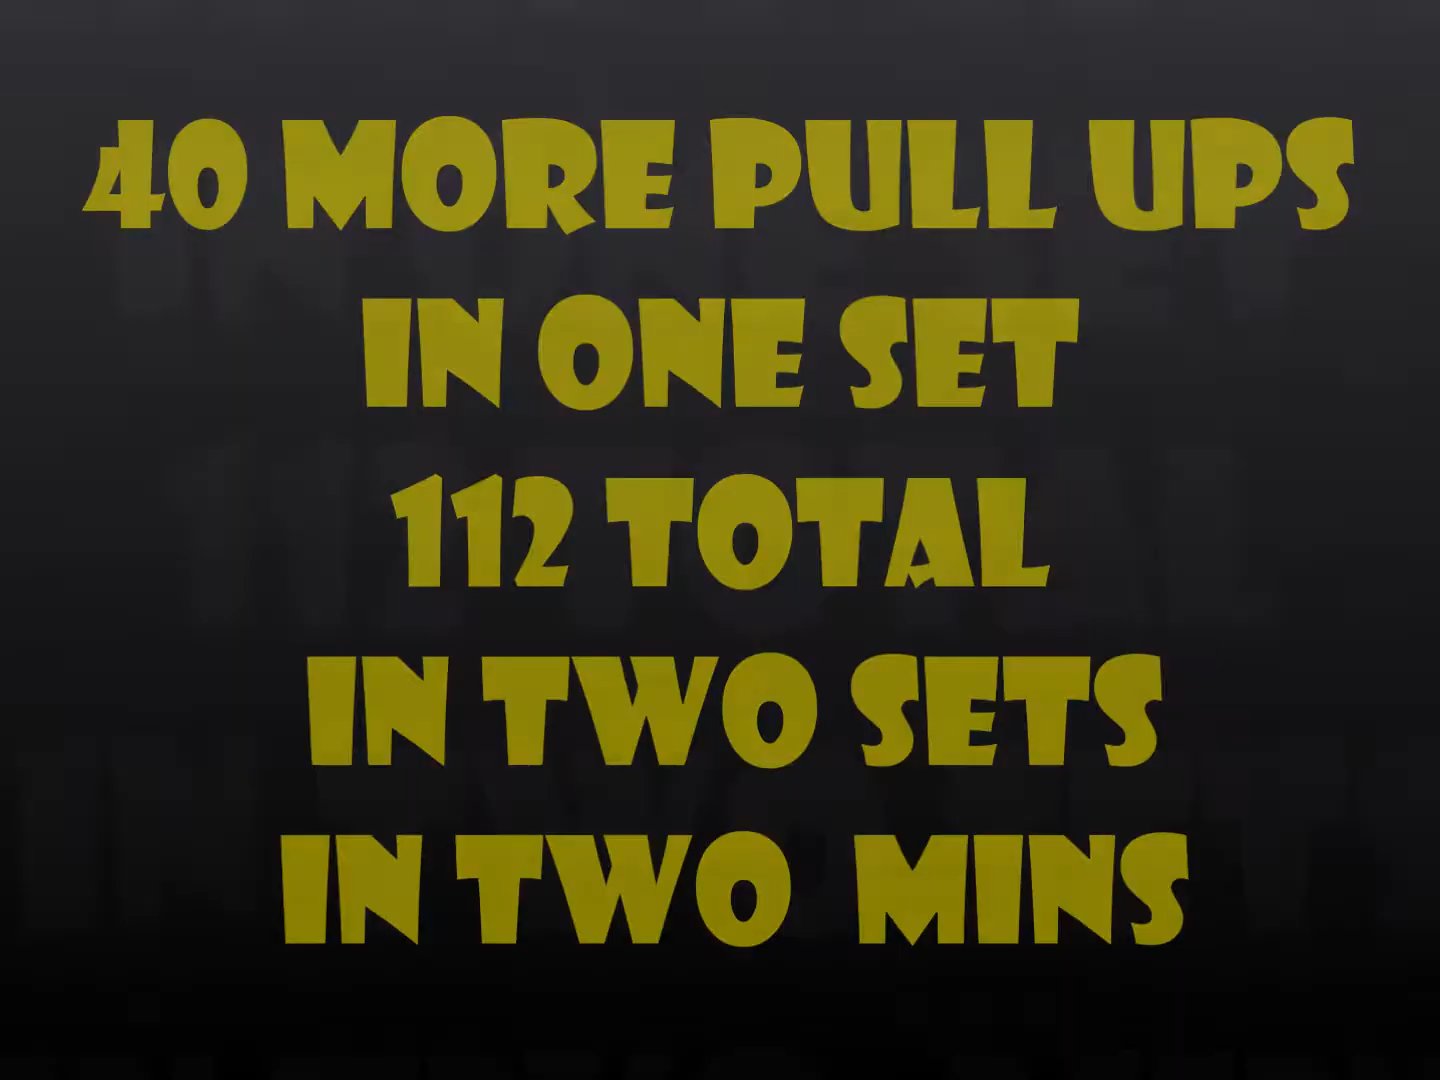 40 MORE PULL UPS
IN ONE SET
112 TOTAL
IN TWO SETS
IN TWO MINS